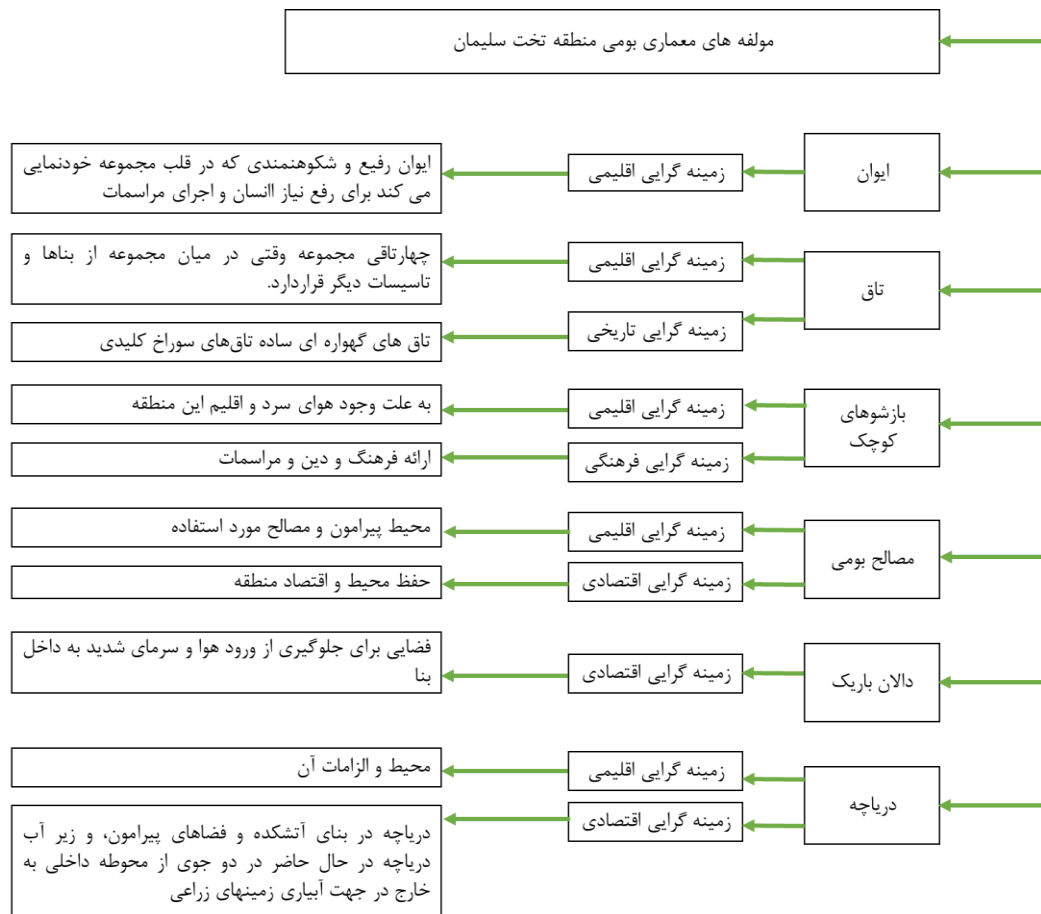 مولفه های معماری بومی منطقه تخت سلیمان
ایوان
زمینه گرایی اقلیمی
ایوان رفیع و شکوهنمندی که در قلب مجموعه خودنمایی
می کند برای رفع نیاز اانسان و اجرای مراسمات
تاق
زمینه گرایی اقلیمی
چهارتاقی مجموعه وقتی در میان مجموعه از بناها و
تاسیسات دیگر قراردارد.
زمینه گرایی تاریخی
تاق های گهواره ای ساده تاق‌های سوراخ کلیدی
بازشوهای
کوچک
زمینه گرایی اقلیمی
به علت وجود هوای سرد و اقلیم این منطقه
زمینه گرایی فرهنگی
ارائه فرهنگ و دین و مراسمات
مصالح بومی
زمینه گرایی اقلیمی
محیط پیرامون و مصالح مورد استفاده
زمینه گرایی اقتصادی
حفظ محیط و اقتصاد منطقه
دالان باریک
زمینه گرایی اقتصادی
فضایی برای جلوگیری از ورود هوا و سرمای شدید به داخل
بنا
دریاچه
زمینه گرایی اقلیمی
محیط و الزامات آن
زمینه گرایی اقتصادی
دریاچه در بنای آتشکده و فضاهای پیرامون، و زیر آب
دریاچه در حال حاضر در دو جوی از محوطه داخلی به
خارج در جهت آبیاری زمینهای زراعی